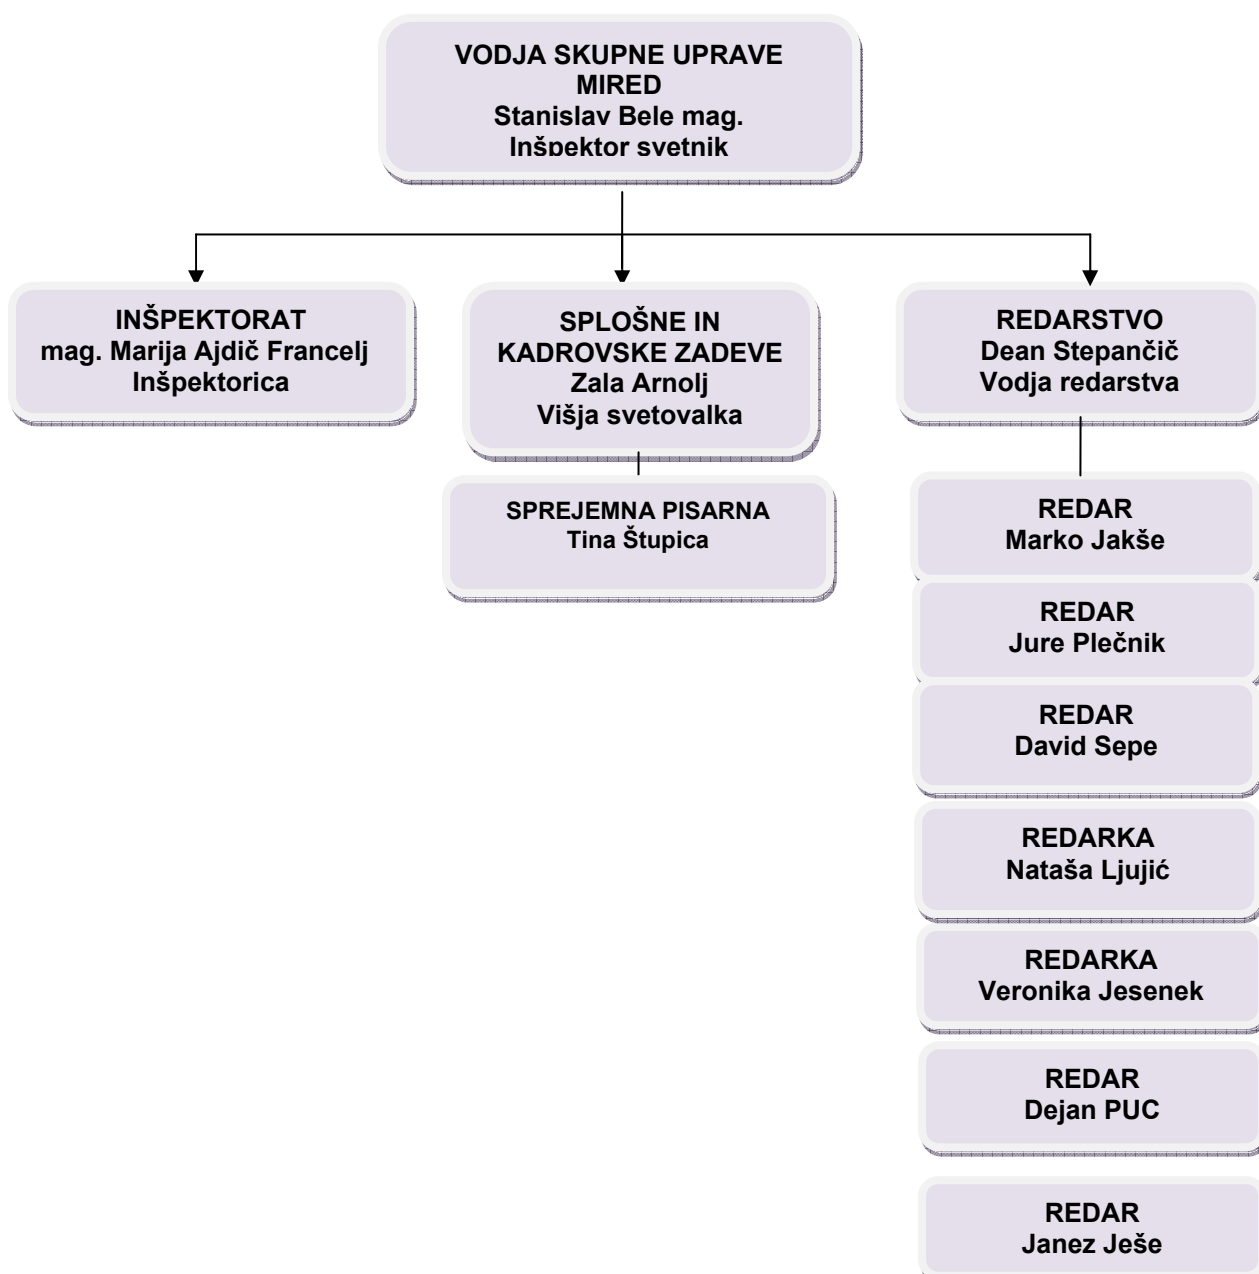 VODJA SKUPNE UPRAVE
MIRED
Stanislav Bele mag.
Inšpektor svetnik
INŠPEKTORAT
mag. Marija Ajdič Francelj
Inšpektorica
SPLOŠNE IN
KADROVSKE ZADEVE
Zala Arnolj
Višja svetovalka
SPREJEMNA PISARNA
Tina Štupica
REDARSTVO
Dean Stepančič
Vodja redarstva
REDAR
Marko Jakše
REDAR
Jure Plečnik
REDAR
David Sepe
REDARKA
Nataša Ljujić
REDARKA
Veronika Jesenek
REDAR
Dejan PUC
REDAR
Janez Ješe